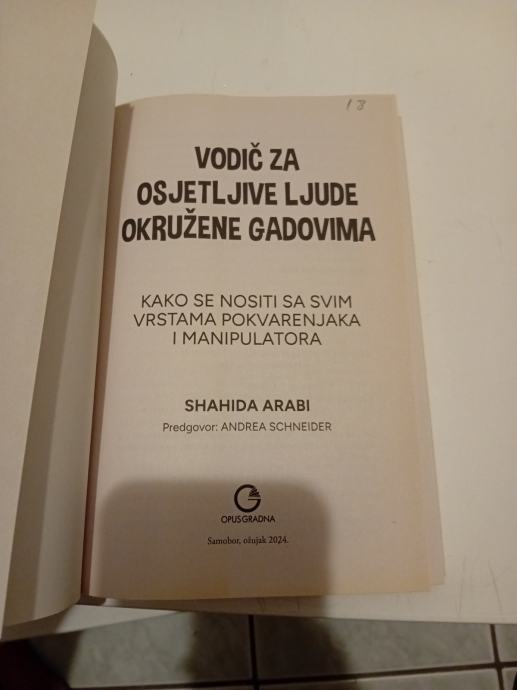 13
VODIČ ZA
OSJETLJIVE LJUDE
OKRUŽENE GADOVIMA
KAKO SE NOSITI SA SVIM
VRSTAMA POKVARENJAKA
I MANIPULATORA
SHAHIDA ARABI
Predgovor: ANDREA SCHNEIDER
OPUSGRADNA
Samobor, ožujak 2024.